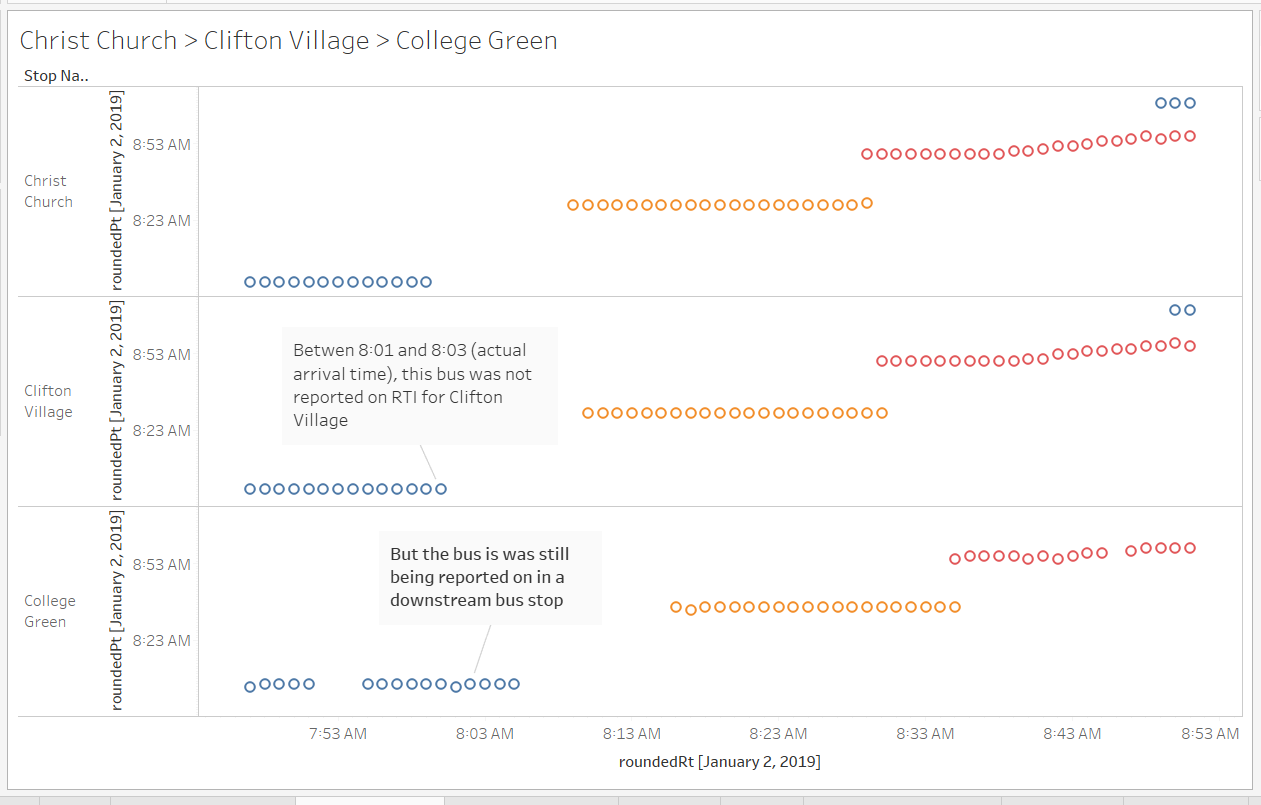 Christ Church > Clifton Village > College Green
Stop Na..
Christ
Church
roundedPt [January 2, 2019]
8:53 AM
8:23 AM
Clifton
Village
roundedPt [January 2, 2019]
8:53 AM
8:23 AM
Betwen 8:01 and 8:03 (actual
arrival time), this bus was not
reported on RTI for Clifton
Village
College
Green
roundedPt [January 2, 2019]
8:53 AM
8:23 AM
But the bus is was still
being reported on in a
downstream bus stop
7:53 AM 8:03 AM 8:13 AM 8:23 AM 8:33 AM 8:43 AM 8:53 AM
roundedRt [January 2, 2019]